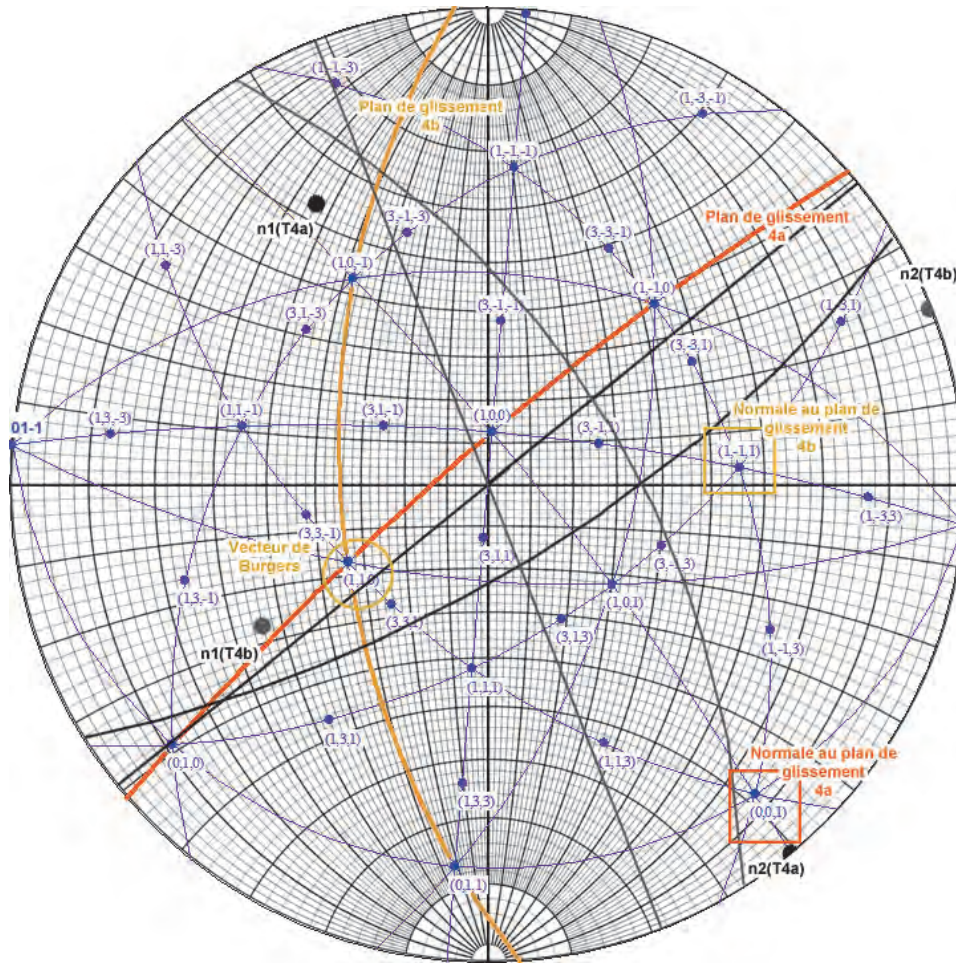 (1,-1,-3)
Plan de glissement
4b
(1,-3,-1)
(1,-1,-1)
Plan de glissement
4a
n1(T4a)
(3,-1,-3)
(3,-3,-1)
(1,1,-3)
(1,0,-1)
n2(T4b)
(1,-1,0)
(3,1,-3)
(3,-1,-1)
(1,-3,1)
(3,-3,1)
Normale au plan de
glissement
4b
01-1
(1,3,-3)
(1,1,-1)
(3,1,-1)
(1,0,0)
(3,-1,1)
(1,-1,1)
(1,-3,3)
(3,3,-1)
Vecteur de
Burgers
(3,1,1)
(1,3,-1)
(3,3,1)
(1,0,1)
(3,1,3)
n1(T4b)
(1,-1,3)
(1,1,1)
(1,3,1)
(1,1,3)
(0,1,0)
Normale au plan de
glissement
4a
(1,3,3)
(0,0,1)
n2(T4a)
(0,1,1)